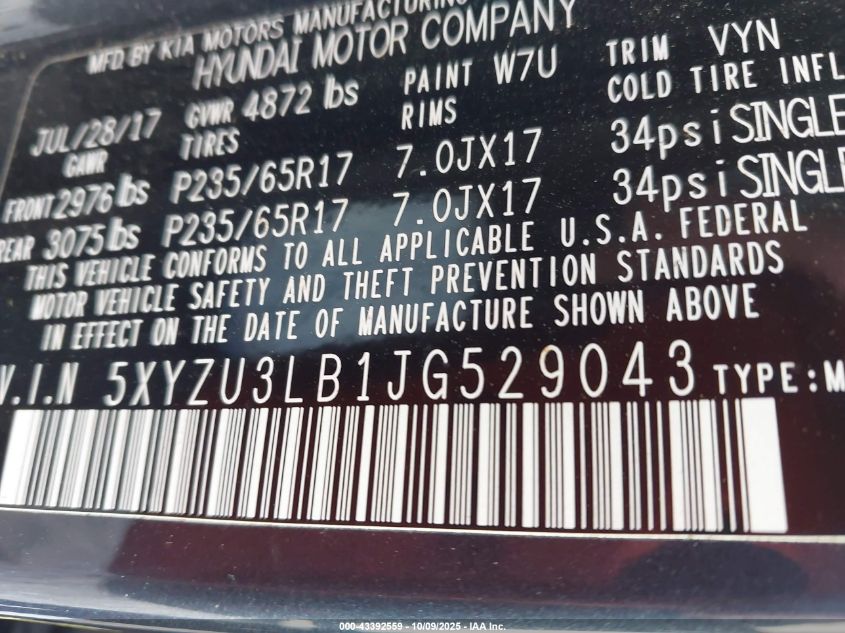 MFD BY KIA MOTORS MANUFACTURING
HYUNDAI MOTOR COMPANY
JUL/28/17 GVWR 4872 lbs PAINT W7U TRIM VYN
GAWR TIRES RIMS COLD TIRE INFL
FRONT 2976 lbs P235/65R17 7.0JX17 34psi SINGLE
REAR 3075 lbs P235/65R17 7.0JX17 34psi SINGLE
THIS VEHICLE CONFORMS TO ALL APPLICABLE U.S.A. FEDERAL
MOTOR VEHICLE SAFETY AND THEFT PREVENTION STANDARDS
IN EFFECT ON THE DATE OF MANUFACTURE SHOWN ABOVE
V.I.N 5XYZU3LB1JG529043 TYPE:M
000-43392559 - 10/09/2025 - IAA Inc.